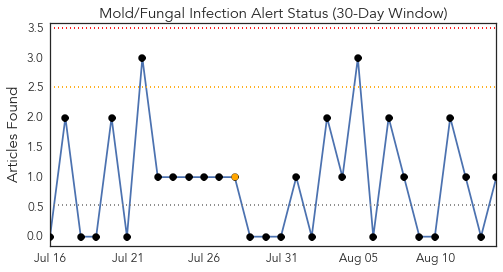 Mold/Fungal Infection Alert Status (30-Day Window)
Articles Found
3.5
3.0
2.5
2.0
1.5
1.0
0.5
0.0
Jul 16 Jul 21 Jul 26 Jul 31 Aug 05 Aug 10